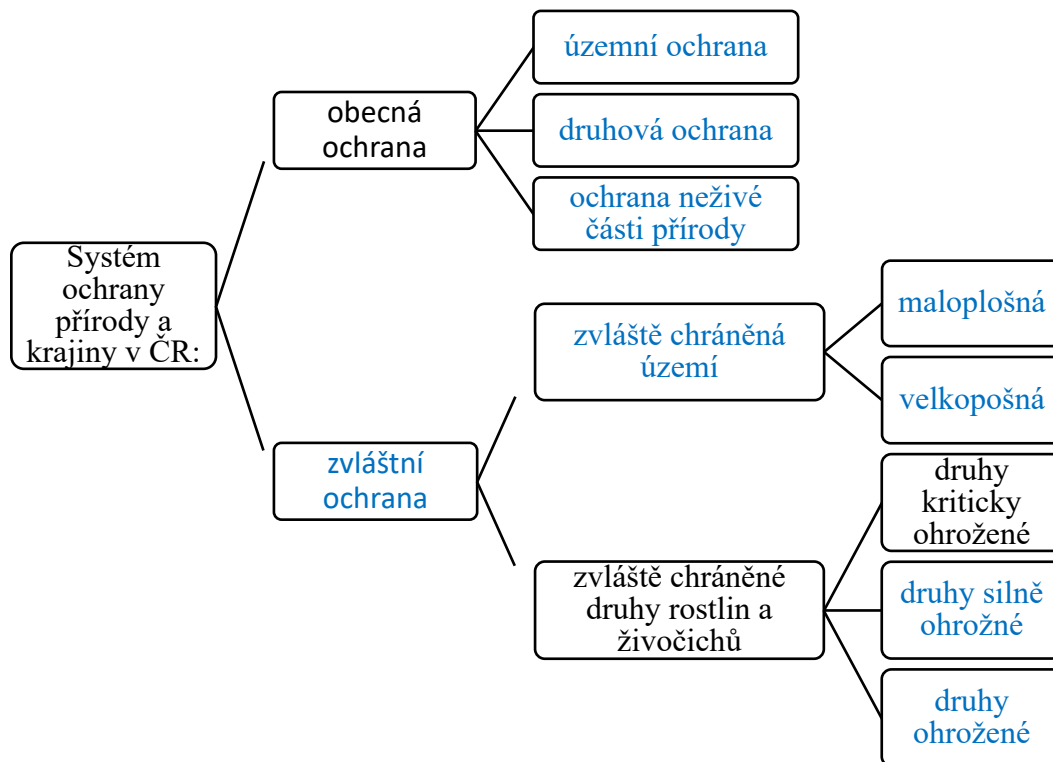 Systém
ochrany
přírody a
krajiny v ČR:
obecná
ochrana
územní ochrana
druhová ochrana
ochrana neživé
části přírody
zvláštní
ochrana
zvláště chráněná
území
maloplošná
velkopošná
zvláště chráněné
druhy rostlin a
živočichů
druhy
kriticky
ohrožené
druhy silně
ohrožné
druhy
ohrožené